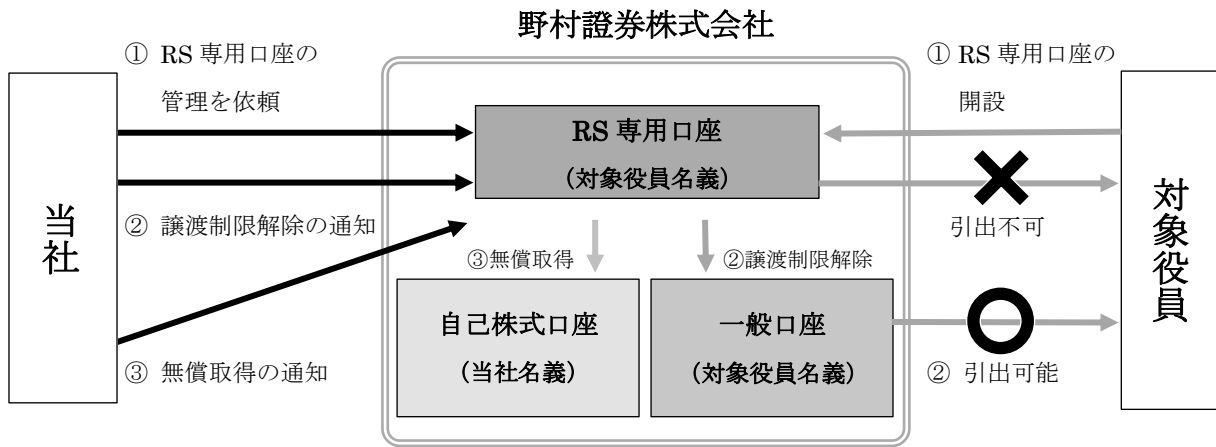 野村證券株式会社
① RS 専用口座の
管理を依頼
① RS 専用口座の
開設
RS 専用口座
(対象役員名義)
当社
対象役員
② 譲渡制限解除の通知
引出不可
③無償取得
②譲渡制限解除
自己株式口座
(当社名義)
一般口座
(対象役員名義)
③ 無償取得の通知
② 引出可能